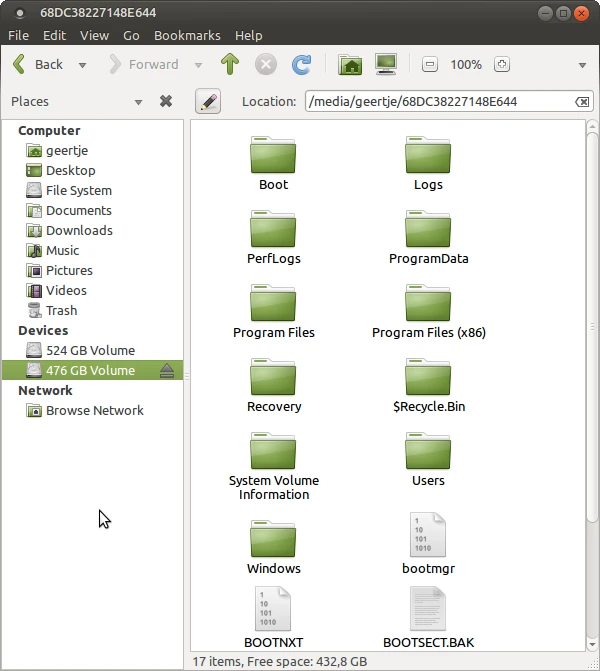 68DC38227148E644
File Edit View Go Bookmarks Help
Back Forward 100%
Places Location: /media/geertje/68DC38227148E644
Computer
geertje
Desktop
File System
Documents
Downloads
Music
Pictures
Videos
Trash
Devices
524 GB Volume
476 GB Volume
Network
Browse Network
Boot Logs
PerfLogs ProgramData
Program Files Program Files (x86)
Recovery $Recycle.Bin
System Volume Users
Information
Windows bootmgr
BOOTNXT BOOTSECT.BAK
17 items, Free space: 432,8 GB